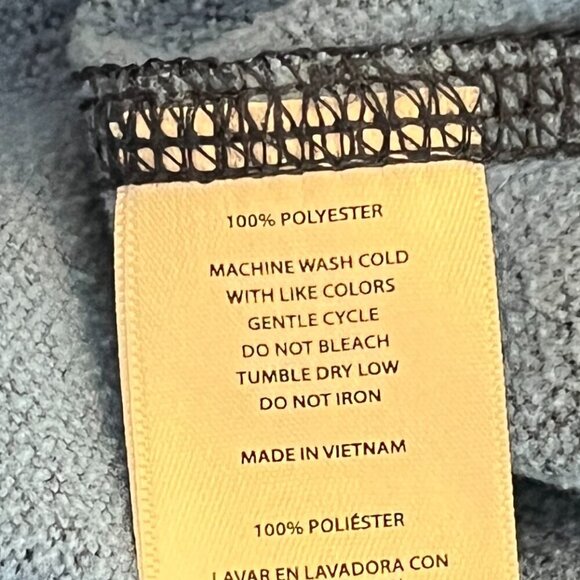 100% POLYESTER
MACHINE WASH COLD
WITH LIKE COLORS
GENTLE CYCLE
DO NOT BLEACH
TUMBLE DRY LOW
DO NOT IRON
MADE IN VIETNAM
100% POLIÉSTER
LAVAR EN LAVADORA CON